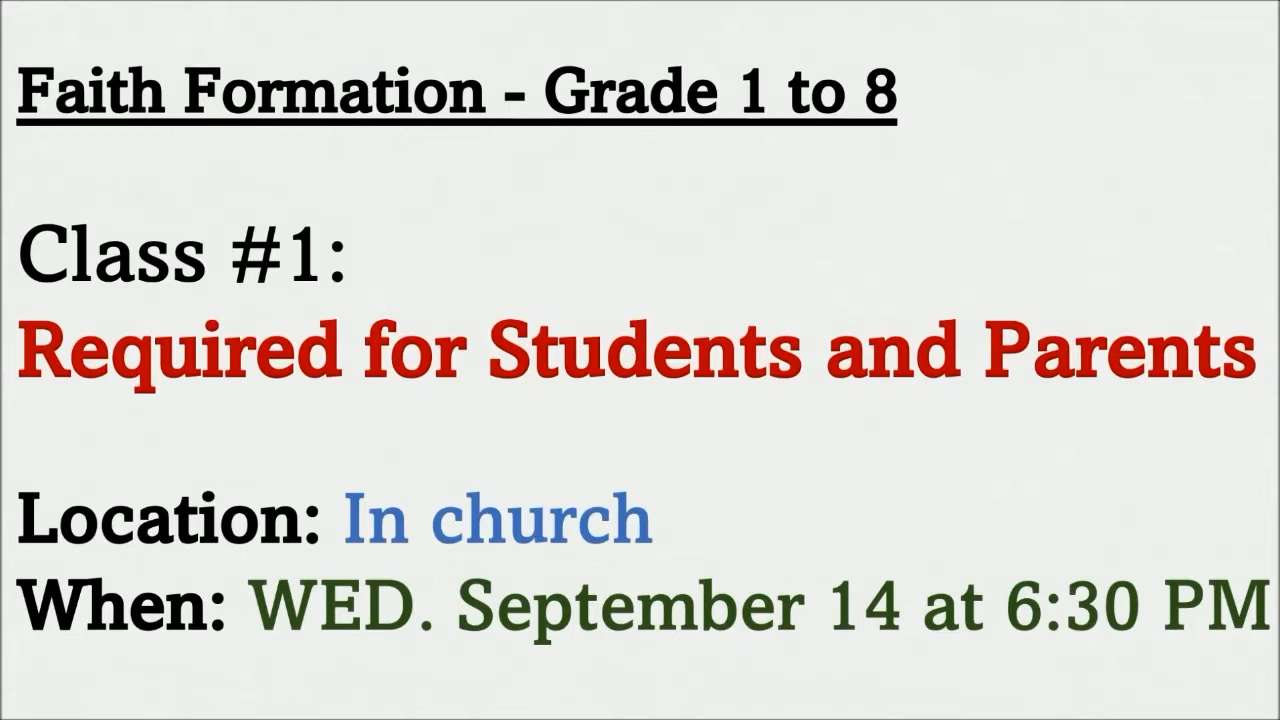 Faith Formation - Grade 1 to 8
Class #1:
Required for Students and Parents
Location: In church
When: WED. September 14 at 6:30 PM